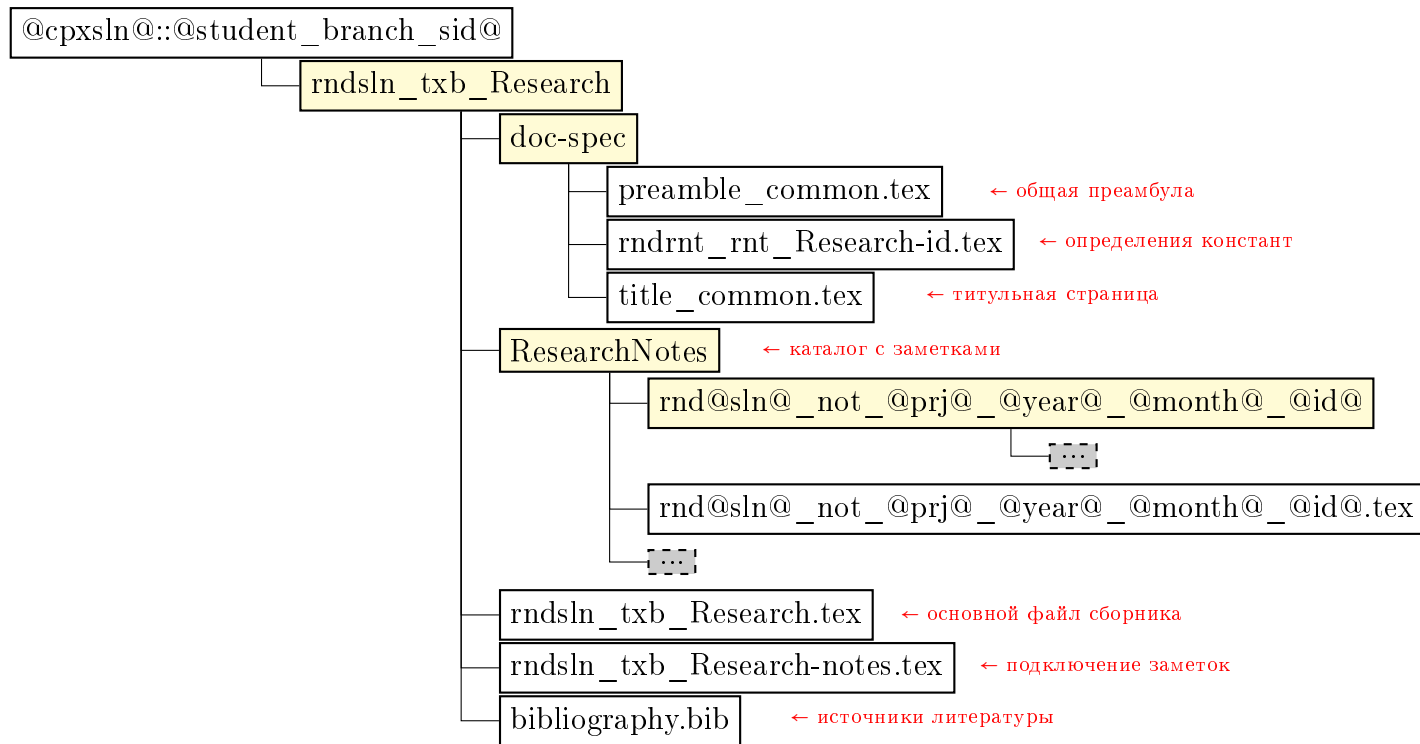 @cpxsln@::@student_branch_sid@
rndsln_txb_Research
doc-spec
preamble_common.tex ← общая преамбула
rndrnt_rnt_Research-id.tex ← определения констант
title_common.tex ← титульная страница
ResearchNotes ← каталог с заметками
rnd@sln@_not_@prj@_@year@_@month@_@id@
...
rnd@sln@_not_@prj@_@year@_@month@_@id@.tex
...
rndsln_txb_Research.tex ← основной файл сборника
rndsln_txb_Research-notes.tex ← подключение заметок
bibliography.bib ← источники литературы